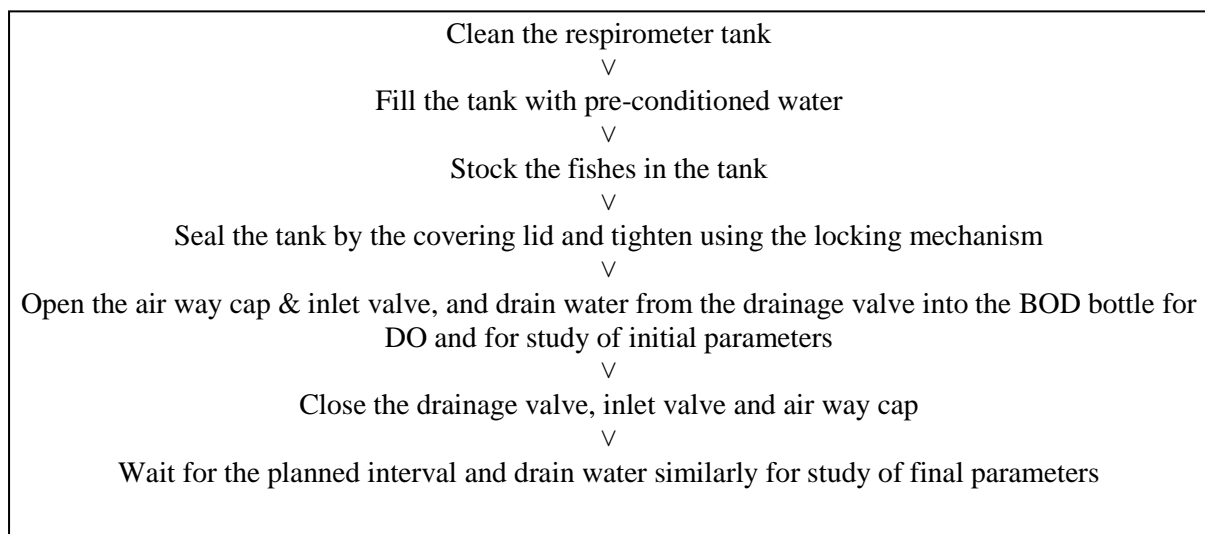 Clean the respirometer tank
∨
Fill the tank with pre-conditioned water
∨
Stock the fishes in the tank
∨
Seal the tank by the covering lid and tighten using the locking mechanism
∨
Open the air way cap & inlet valve, and drain water from the drainage valve into the BOD bottle for
DO and for study of initial parameters
∨
Close the drainage valve, inlet valve and air way cap
∨
Wait for the planned interval and drain water similarly for study of final parameters